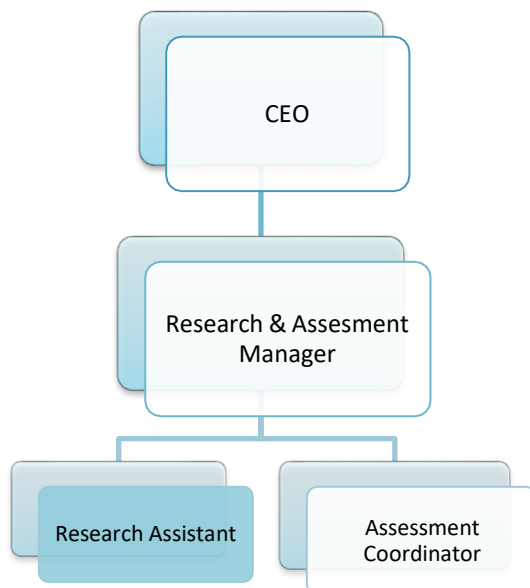 CEO
Research & Assesment
Manager
Research Assistant
Assessment
Coordinator